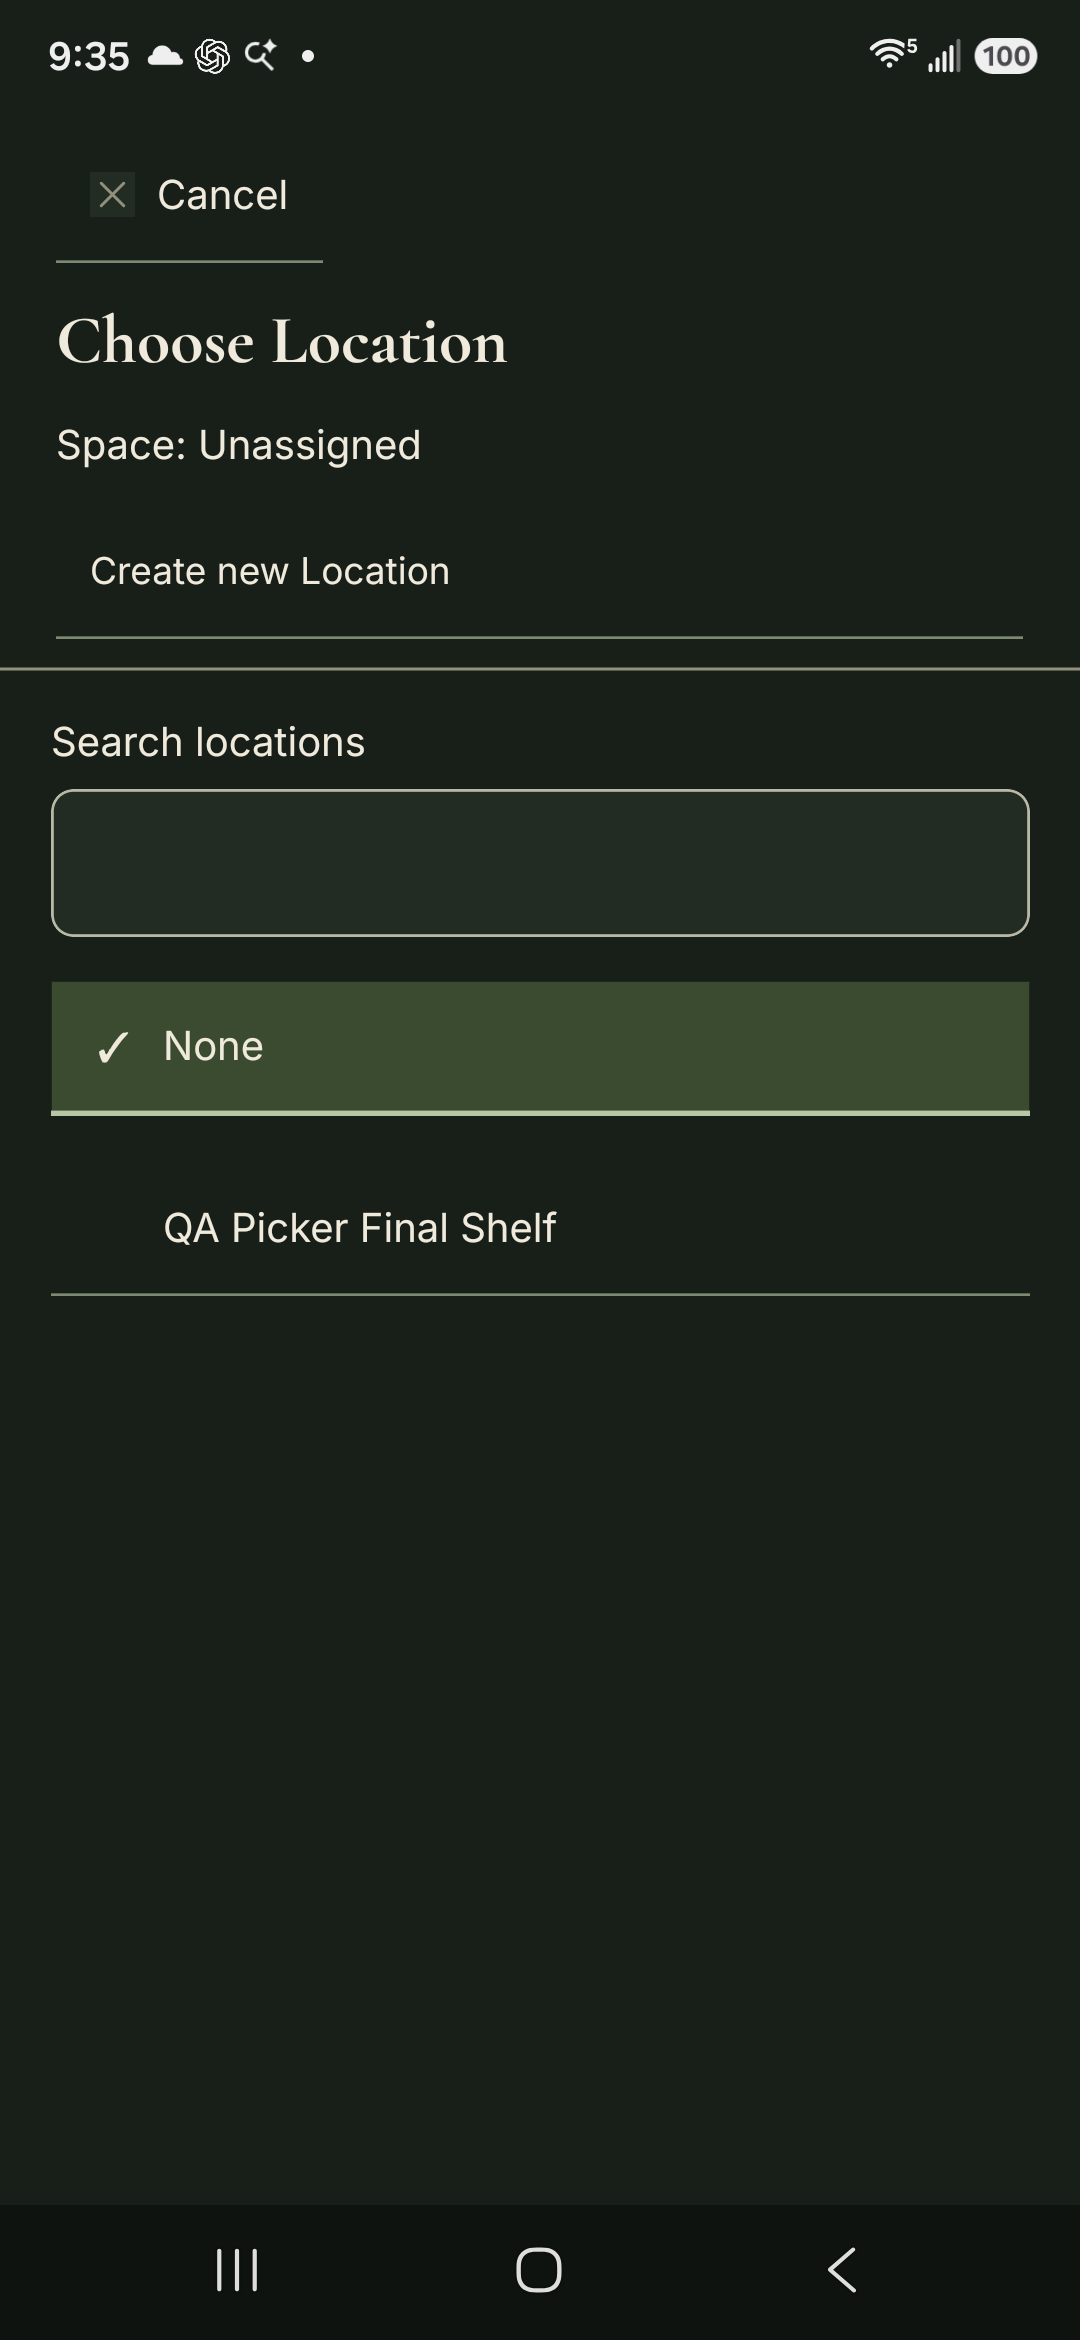 9:35
5
100
Cancel
Choose Location
Space: Unassigned
Create new Location
Search locations
✓ None
QA Picker Final Shelf